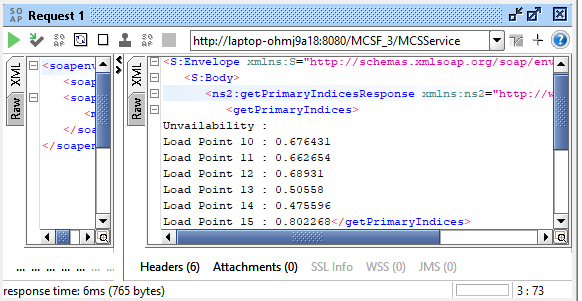 SOAP Request 1
http://laptop-ohmj9a18:8080/MCSF_3/MCSService
XML
Raw
<soapenv
<soap
<soap
</soa
</soapen
XML
Raw
<S:Envelope xmlns:S="http://schemas.xmlsoap.org/soap/env
<S:Body>
<ns2:getPrimaryIndicesResponse xmlns:ns2="http://w
<getPrimaryIndices>
Unvailability :
Load Point 10 : 0.676431
Load Point 11 : 0.662654
Load Point 12 : 0.68931
Load Point 13 : 0.50558
Load Point 14 : 0.475596
Load Point 15 : 0.802268</getPrimaryIndices>
... ... ... ... ...
Headers (6) Attachments (0) SSL Info WSS (0) JMS (0)
response time: 6ms (765 bytes)
3 : 73